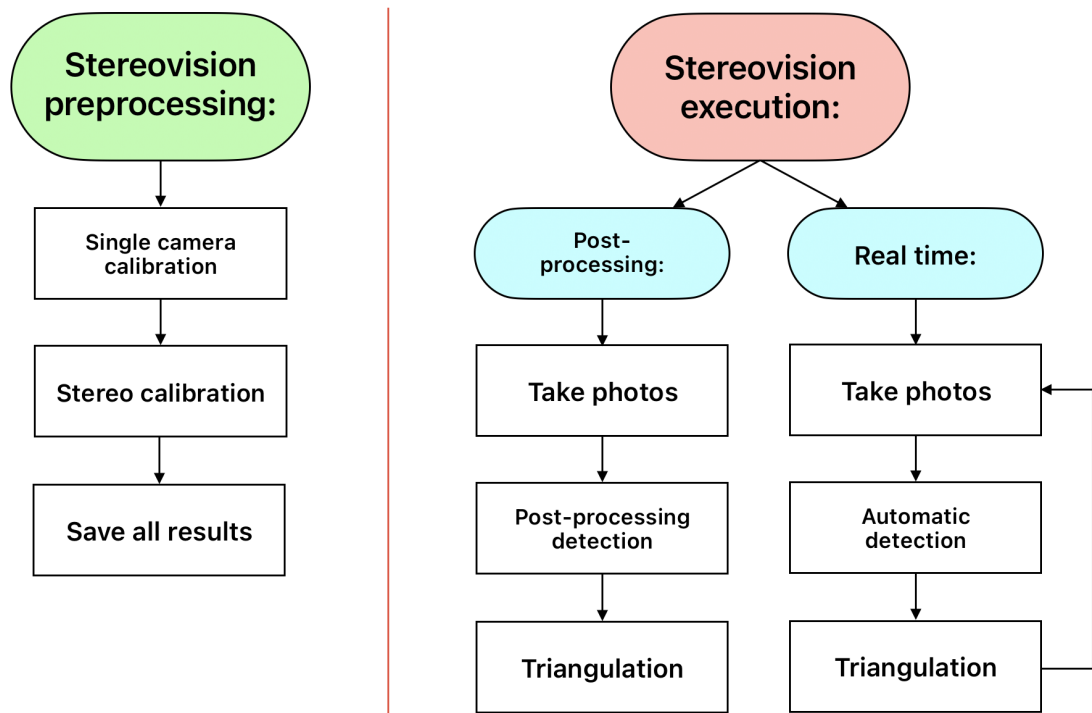 Stereovision
preprocessing:
Single camera
calibration
Stereo calibration
Save all results
Stereovision
execution:
Post-
processing:
Take photos
Post-processing
detection
Triangulation
Real time:
Take photos
Automatic
detection
Triangulation